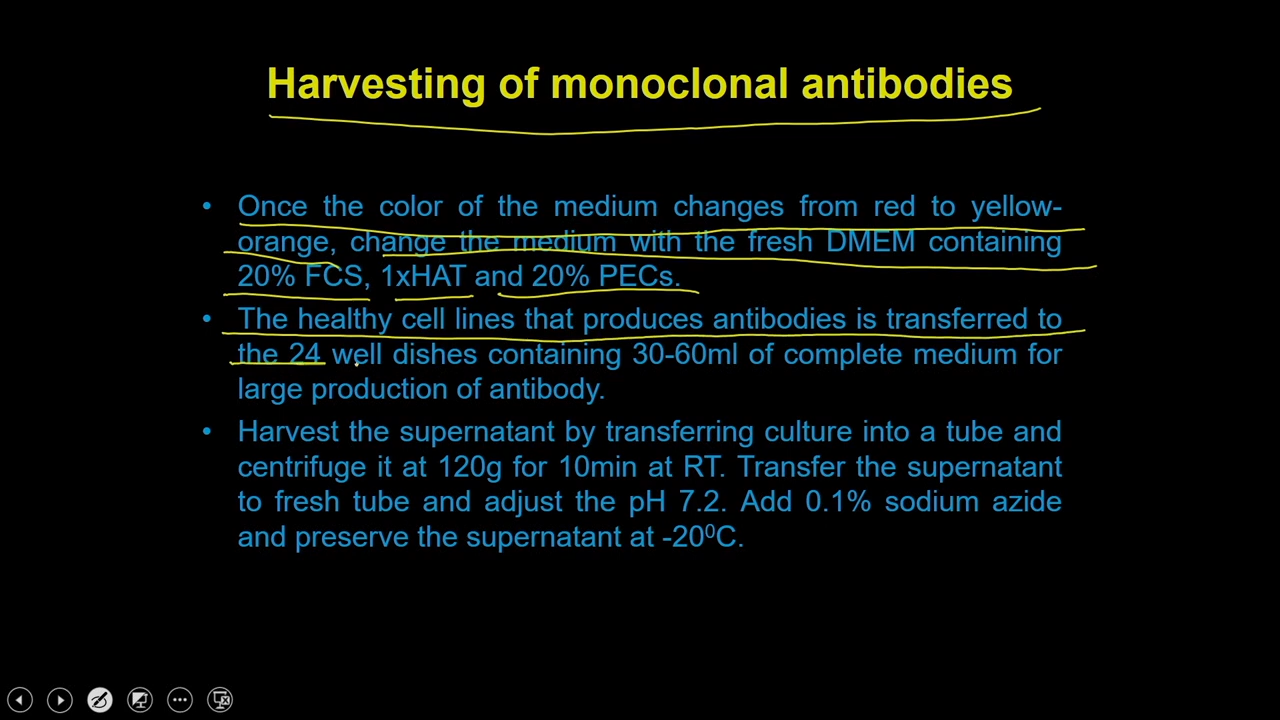 Harvesting of monoclonal antibodies
• Once the color of the medium changes from red to yellow-
orange, change the medium with the fresh DMEM containing
20% FCS, 1xHAT and 20% PECs.
• The healthy cell lines that produces antibodies is transferred to
the 24 well dishes containing 30-60ml of complete medium for
large production of antibody.
• Harvest the supernatant by transferring culture into a tube and
centrifuge it at 120g for 10min at RT. Transfer the supernatant
to fresh tube and adjust the pH 7.2. Add 0.1% sodium azide
and preserve the supernatant at -20⁰C.